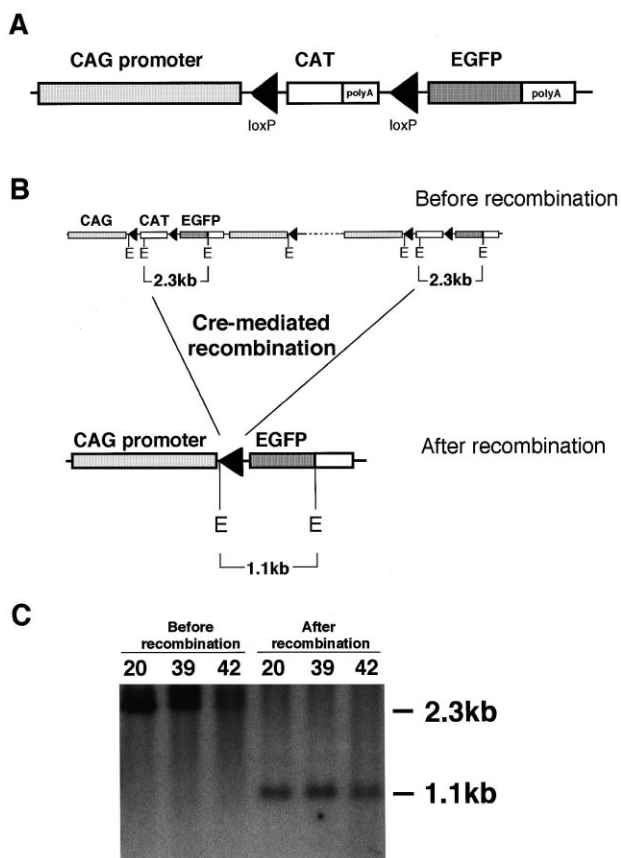 A
CAG promoter CAT EGFP
polyA polyA
loxP loxP
B
Before recombination
CAG CAT EGFP
E E E E E E E
2.3kb 2.3kb
Cre-mediated
recombination
CAG promoter EGFP After recombination
E E
1.1kb
C
Before After
recombination recombination
20 39 42 20 39 42
2.3kb
1.1kb